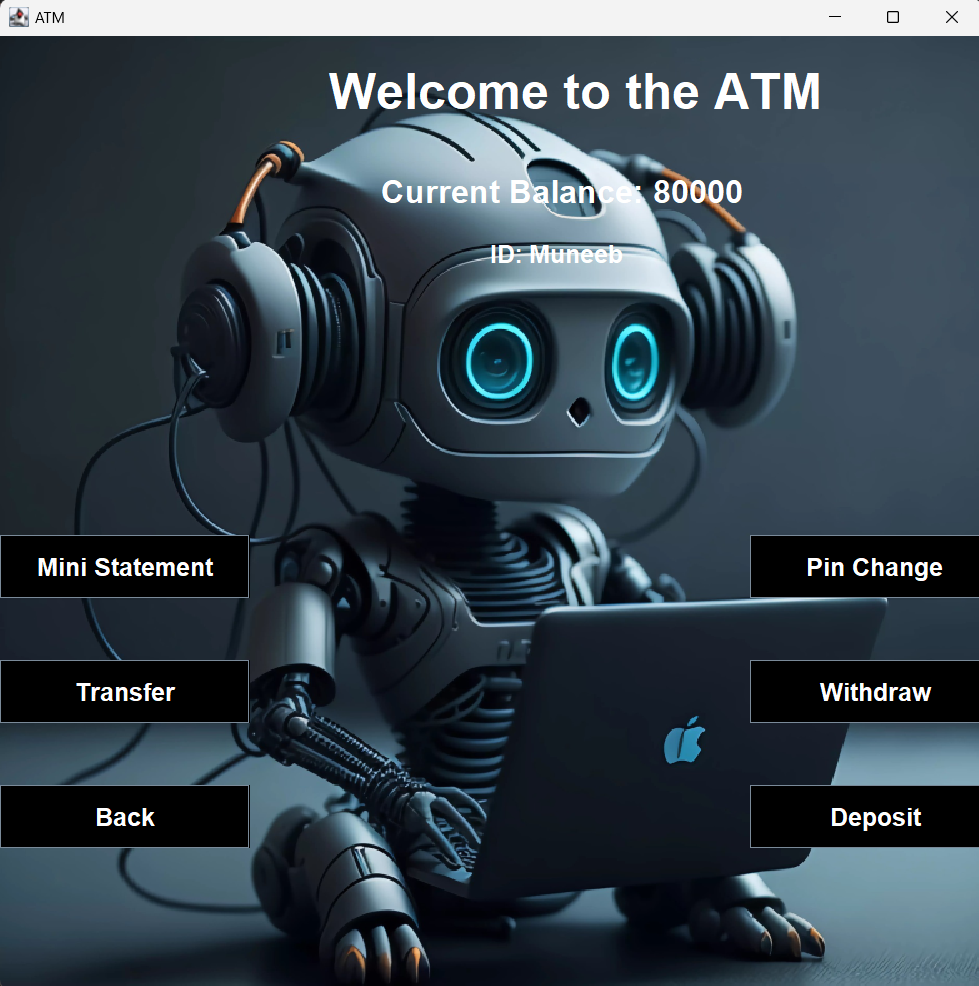 ATM
Welcome to the ATM
Current Balance: 80000
ID: Muneeb
Mini Statement
Pin Change
Transfer
Withdraw
Back
Deposit